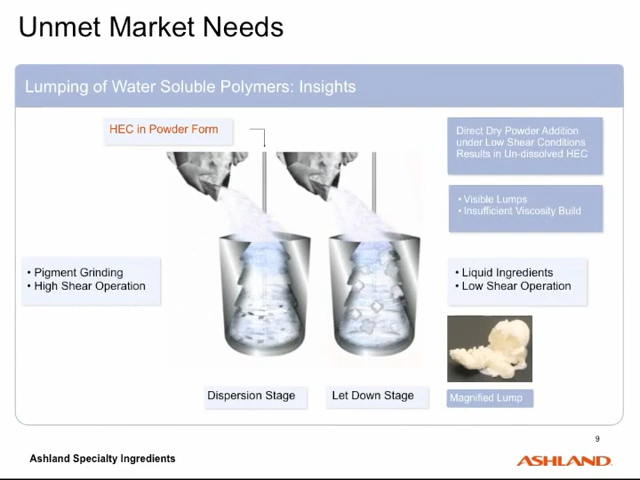 Unmet Market Needs
Lumping of Water Soluble Polymers: Insights
HEC in Powder Form
Direct Dry Powder Addition
under Low Shear Conditions
Results in Un-dissolved HEC
• Visible Lumps
• Insufficient Viscosity Build
• Pigment Grinding
• High Shear Operation
• Liquid Ingredients
• Low Shear Operation
Dispersion Stage
Let Down Stage
Magnified Lump
9
Ashland Specialty Ingredients
ASHLAND.